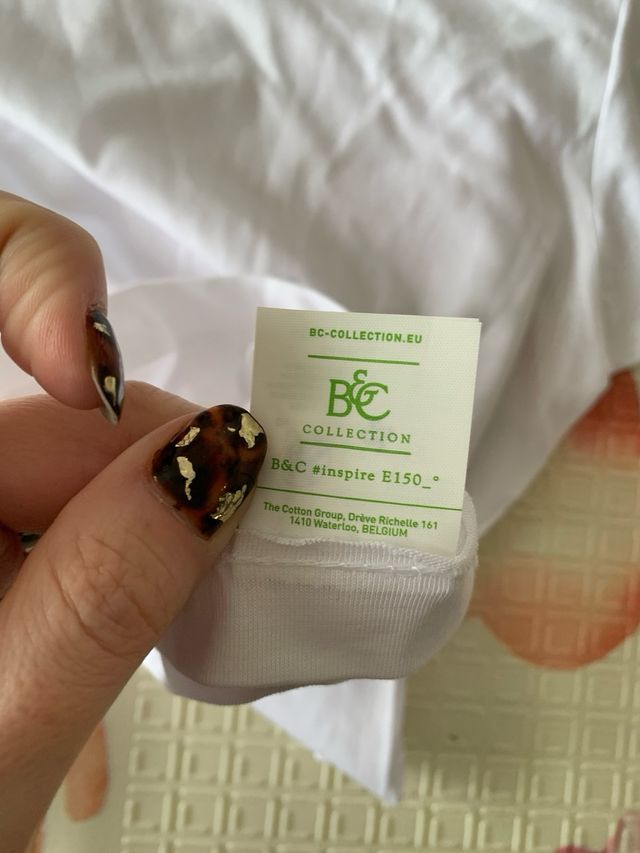 BC-COLLECTION.EU
B&C
COLLECTION
B&C #inspire E150_°
The Cotton Group, Drève Richelle 161
1410 Waterloo, BELGIUM